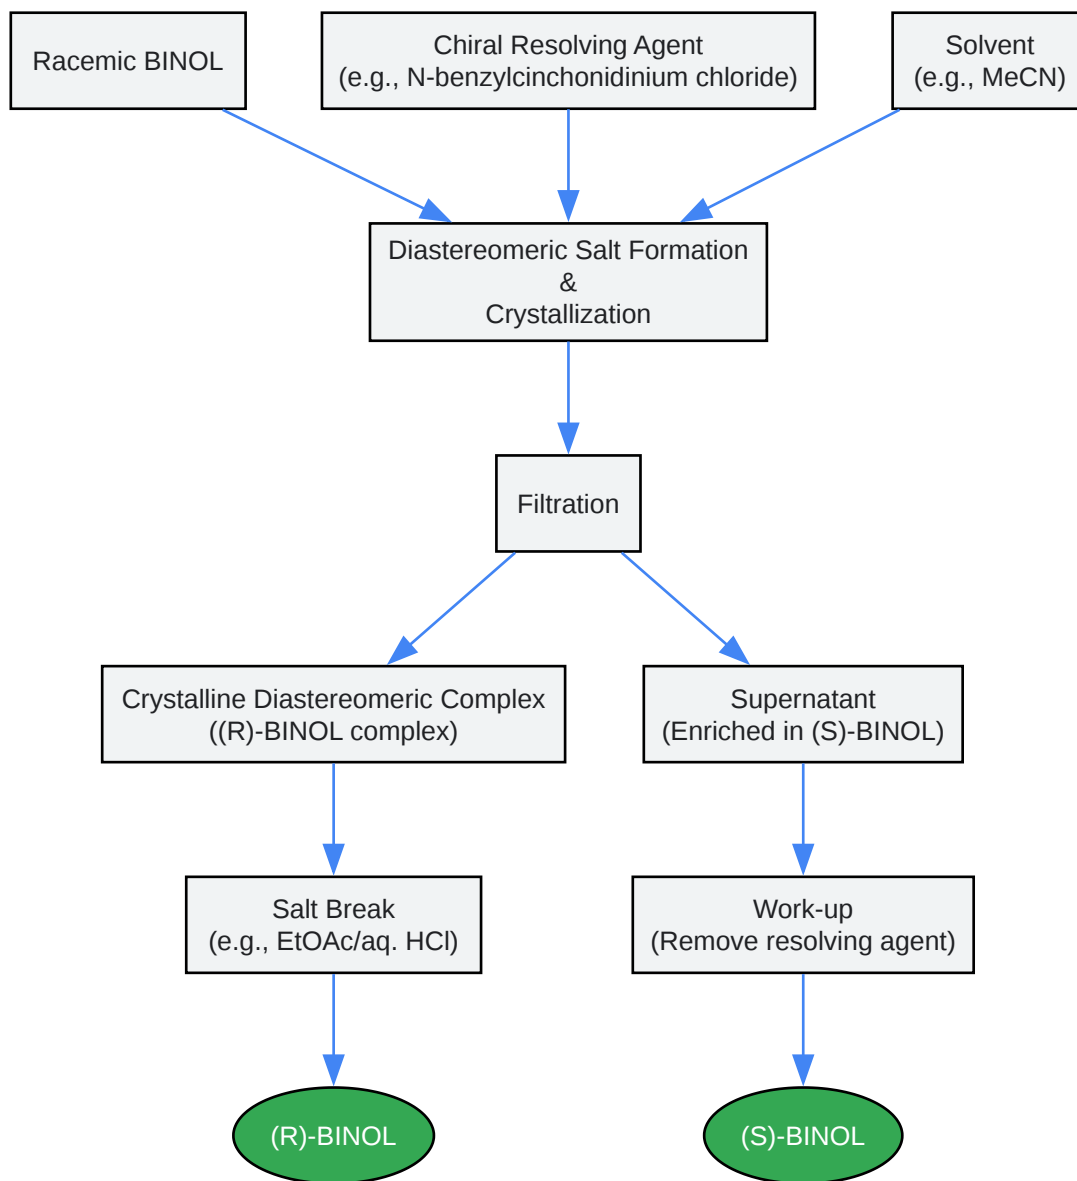 Racemic BINOL
Chiral Resolving Agent
(e.g., N-benzylcinchonidinium chloride)
Solvent
(e.g., MeCN)
Diastereomeric Salt Formation
&
Crystallization
Filtration
Crystalline Diastereomeric Complex
((R)-BINOL complex)
Supernatant
(Enriched in (S)-BINOL)
Salt Break
(e.g., EtOAc/aq. HCl)
Work-up
(Remove resolving agent)
(R)-BINOL
(S)-BINOL